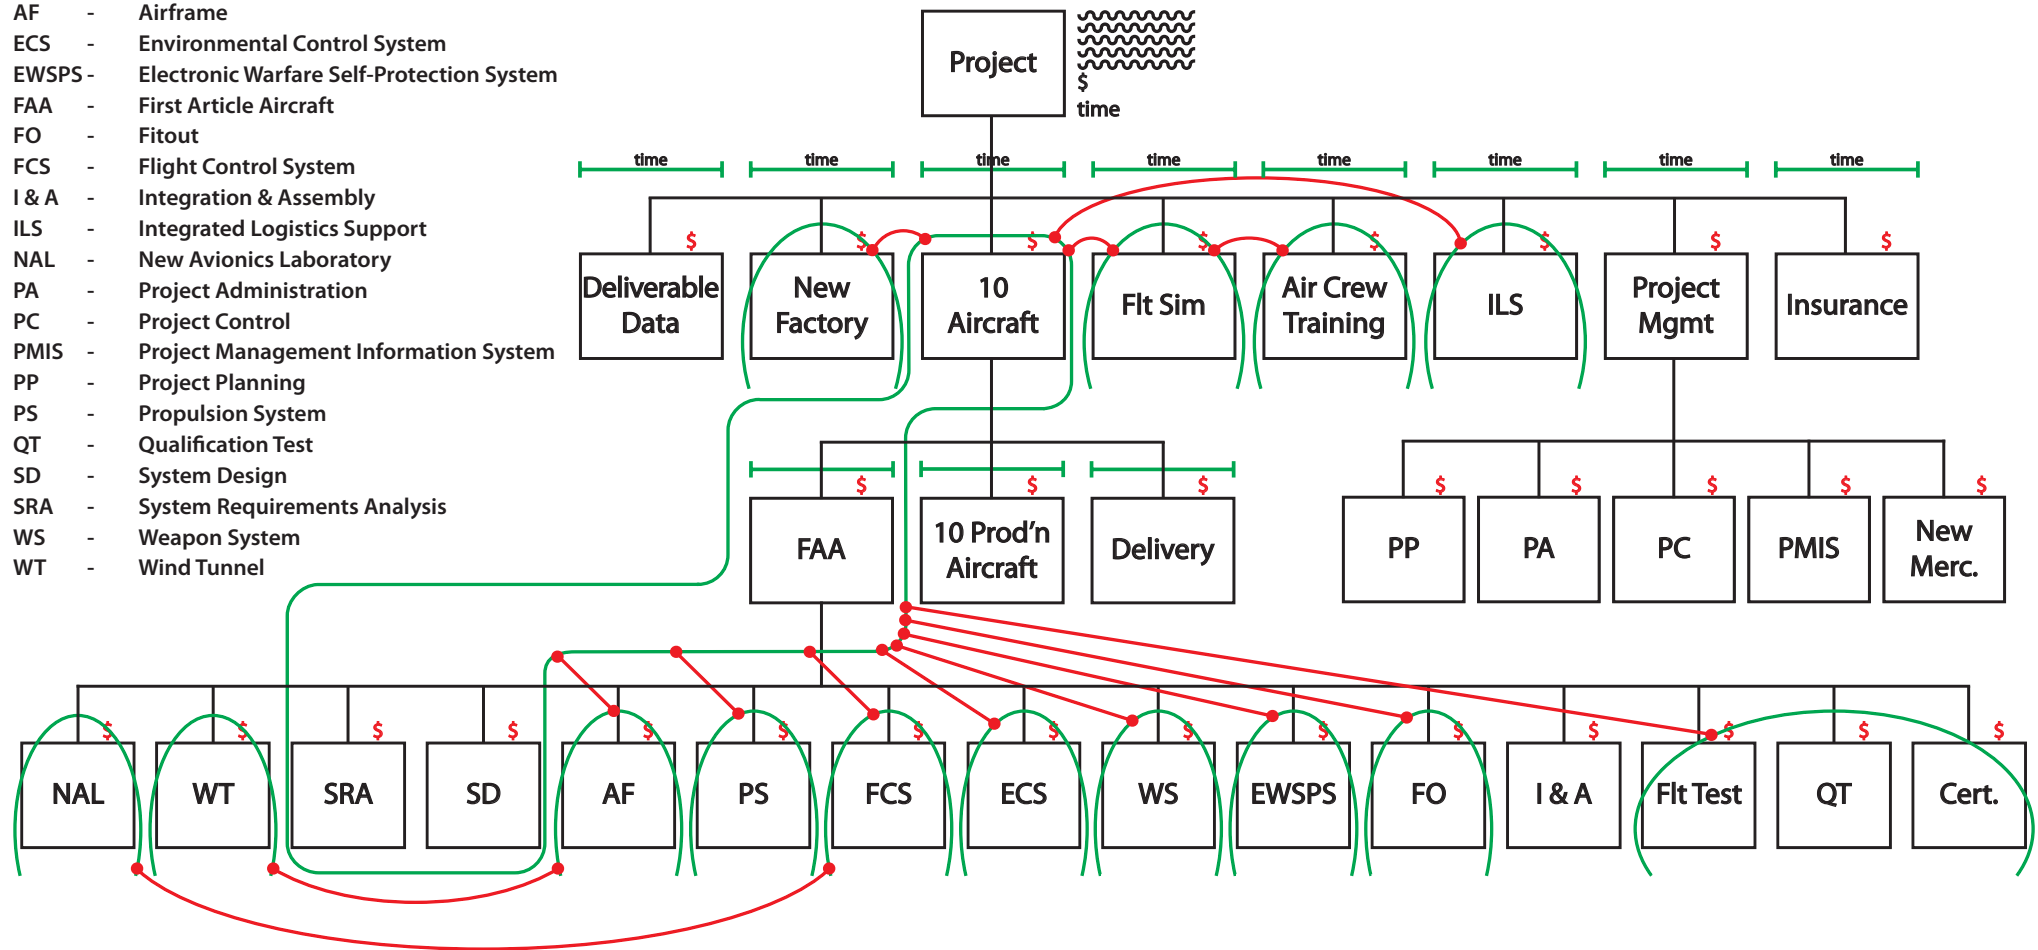 AF - Airframe
ECS - Environmental Control System
EWSPS - Electronic Warfare Self-Protection System
FAA - First Article Aircraft
FO - Fitout
FCS - Flight Control System
I & A - Integration & Assembly
ILS - Integrated Logistics Support
NAL - New Avionics Laboratory
PA - Project Administration
PC - Project Control
PMIS - Project Management Information System
PP - Project Planning
PS - Propulsion System
QT - Qualification Test
SD - System Design
SRA - System Requirements Analysis
WS - Weapon System
WT - Wind Tunnel
Project
$
time
time time time time time time time time
$ $ $ $ $ $ $ $
Deliverable
Data
New
Factory
10
Aircraft
Flt Sim
Air Crew
Training
ILS
Project
Mgmt
Insurance
$ $ $
FAA
10 Prod'n
Aircraft
Delivery
$ $ $ $ $
PP
PA
PC
PMIS
New
Merc.
$ $ $ $ $ $ $ $ $ $ $ $ $ $ $
NAL
WT
SRA
SD
AF
PS
FCS
ECS
WS
EWSPS
FO
I & A
Flt Test
QT
Cert.